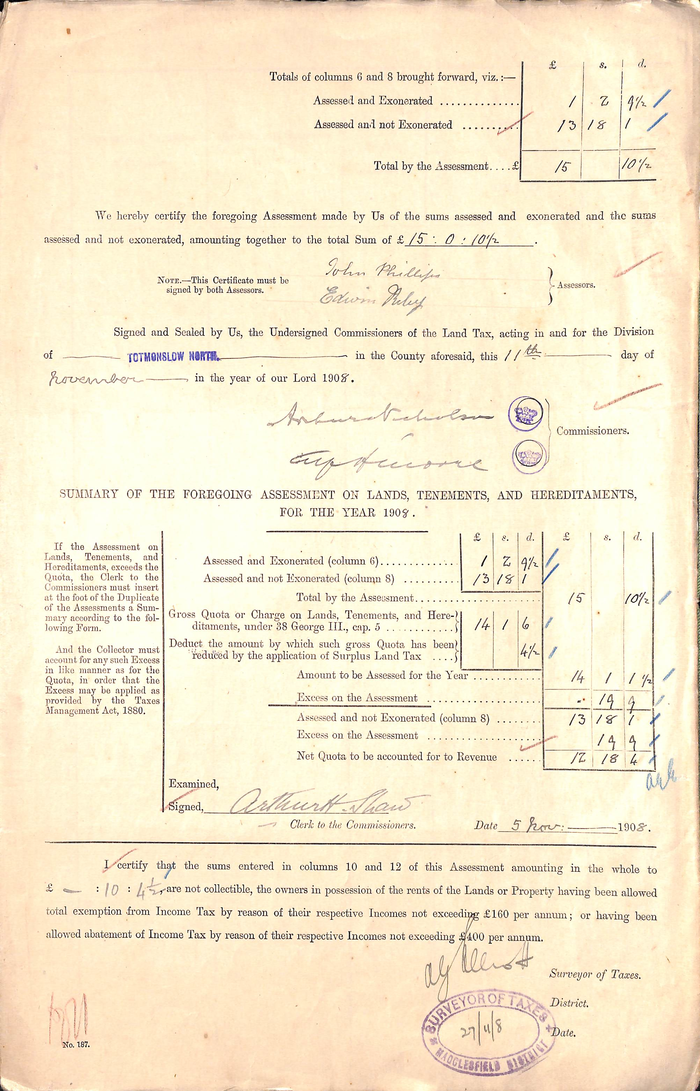 £ s. d.
Totals of columns 6 and 8 brought forward, viz.:—
Assessed and Exonerated .............. 1 2 9½
Assessed and not Exonerated .......... 13 18 1
Total by the Assessment.... £ 15 10½
We hereby certify the foregoing Assessment made by Us of the sums assessed and exonerated and the sums
assessed and not exonerated, amounting together to the total Sum of £ 15 : 0 : 10½ .
NOTE.—This Certificate must be
signed by both Assessors.
John Phillips
Edwin
Assessors.
Signed and Sealed by Us, the Undersigned Commissioners of the Land Tax, acting in and for the Division
of TOTMONSLOW NORTH. in the County aforesaid, this 11th day of
November in the year of our Lord 1908.
Arthur Nicholson
Commissioners.
SUMMARY OF THE FOREGOING ASSESSMENT ON LANDS, TENEMENTS, AND HEREDITAMENTS,
FOR THE YEAR 1908.
If the Assessment on
Lands, Tenements, and
Hereditaments, exceeds the
Quota, the Clerk to the
Commissioners must insert
at the foot of the Duplicate
of the Assessments a Sum-
mary according to the fol-
lowing Form.
And the Collector must
account for any such Excess
in like manner as for the
Quota, in order that the
Excess may be applied as
provided by the Taxes
Management Act, 1880.
£ s. d. £ s. d.
Assessed and Exonerated (column 6)............. 1 2 9½
Assessed and not Exonerated (column 8) ......... 13 18 1
Total by the Assessment............................ 15 10½
Gross Quota or Charge on Lands, Tenements, and Here-
ditaments, under 38 George III., cap. 5 ............ 14 1 6
Deduct the amount by which such gross Quota has been
reduced by the application of Surplus Land Tax .... 4½
Amount to be Assessed for the Year .............. 14 1 1½
Excess on the Assessment .......... 19 9
Assessed and not Exonerated (column 8) ........ 13 18 1
Excess on the Assessment .................. 19 9
Net Quota to be accounted for to Revenue ...... 12 18 4
Examined,
Signed, Arthur H. Shaw
Clerk to the Commissioners. Date 5 Nov: 1908.
I certify that the sums entered in columns 10 and 12 of this Assessment amounting in the whole to
£ — : 10 : 4½ are not collectible, the owners in possession of the rents of the Lands or Property having been allowed
total exemption from Income Tax by reason of their respective Incomes not exceeding £160 per annum; or having been
allowed abatement of Income Tax by reason of their respective Incomes not exceeding £400 per annum.
Surveyor of Taxes.
District.
Date.
SURVEYOR OF TAXES
27/11/8
MACCLESFIELD DISTRICT
No. 187.